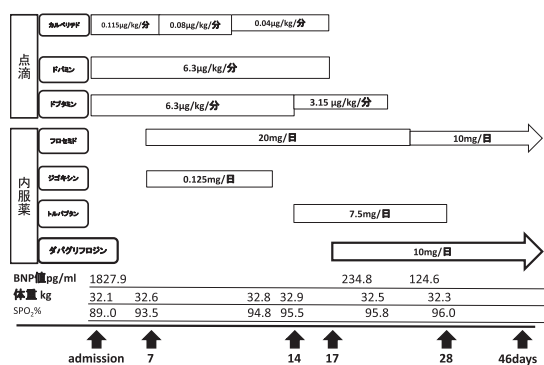 点滴
カルペリチド
0.115μg/kg/分 0.08μg/kg/分 0.04μg/kg/分
ドパミン
6.3μg/kg/分
ドブタミン
6.3μg/kg/分 3.15 μg/kg/分
内服薬
フロセミド
20mg/日 10mg/日
ジゴキシン
0.125mg/日
トルバプタン
7.5mg/日
ダパグリフロジン
10mg/日
BNP値pg/ml 1827.9 234.8 124.6
体重 kg 32.1 32.6 32.8 32.9 32.5 32.3
SPO₂% 89.0 93.5 94.8 95.5 95.8 96.0
admission 7 14 17 28 46days